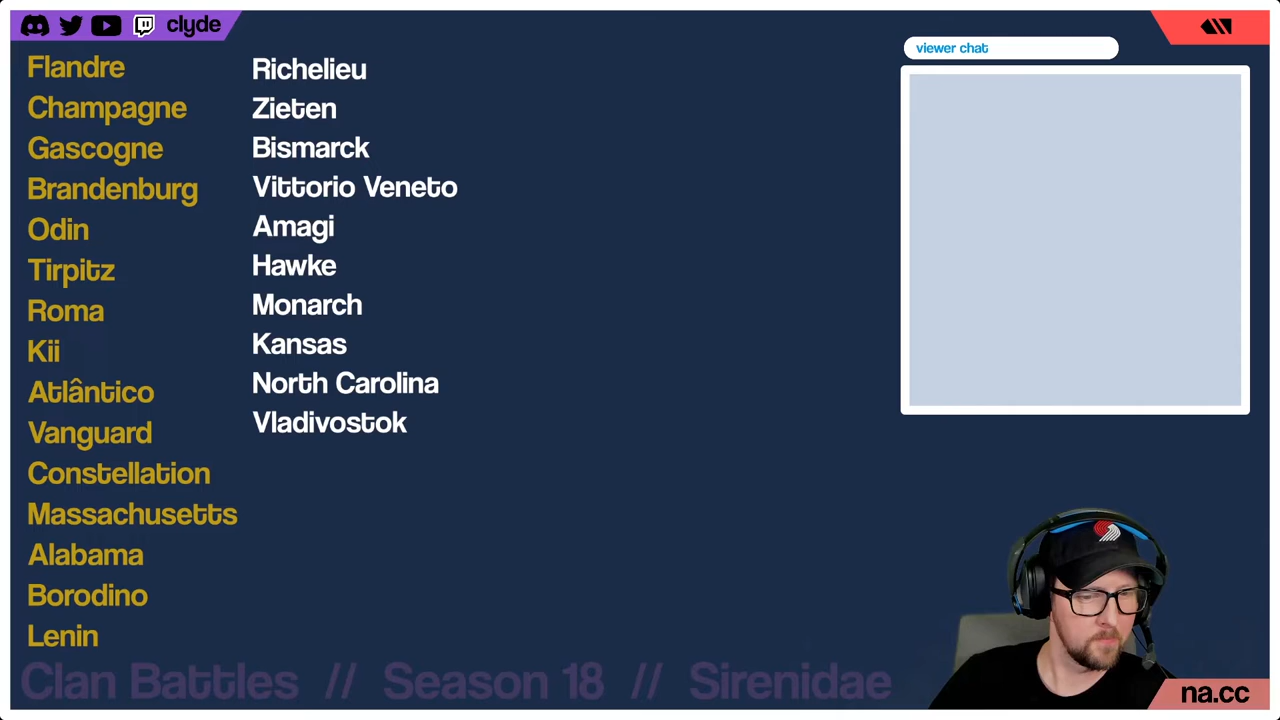 clyde
viewer chat
Flandre
Champagne
Gascogne
Brandenburg
Odin
Tirpitz
Roma
Kii
Atlântico
Vanguard
Constellation
Massachusetts
Alabama
Borodino
Lenin
Richelieu
Zieten
Bismarck
Vittorio Veneto
Amagi
Hawke
Monarch
Kansas
North Carolina
Vladivostok
Clan Battles // Season 18 // Sirenidae
na.cc